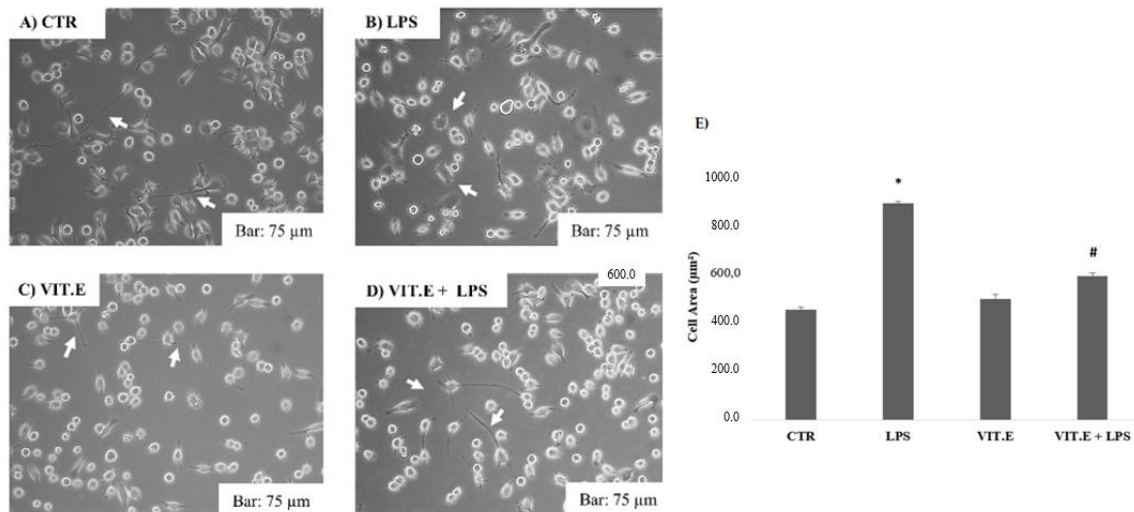 A) CTR
Bar: 75 µm
B) LPS
Bar: 75 µm
C) VIT.E
Bar: 75 µm
600.0
D) VIT.E + LPS
Bar: 75 µm
E)
Cell Area (µm²)
1000.0
800.0
600,0
400.0
200.0
0.0
*
#
CTR
LPS
VIT.E
VIT.E + LPS